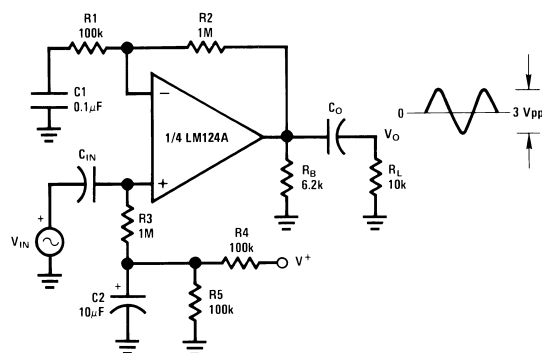 R1
100k
R2
1M
C1
0.1μF
1/4 LM124A
−
+
CIN
CO
VO
0
3 Vpp
RB
6.2k
RL
10k
+
VIN
R3
1M
R4
100k
V+
+
C2
10μF
R5
100k